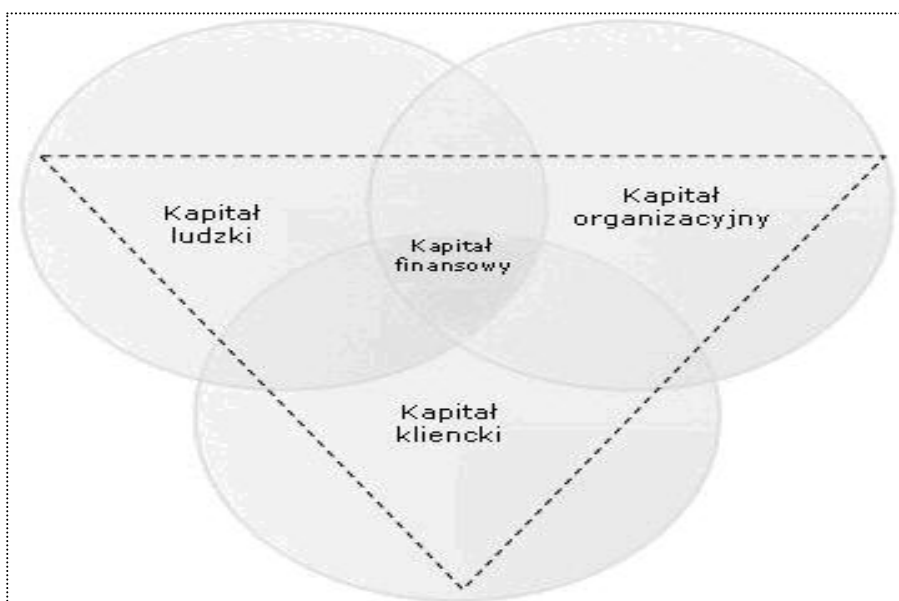 Kapitał
ludzki
Kapitał
organizacyjny
Kapitał
finansowy
Kapitał
kliencki